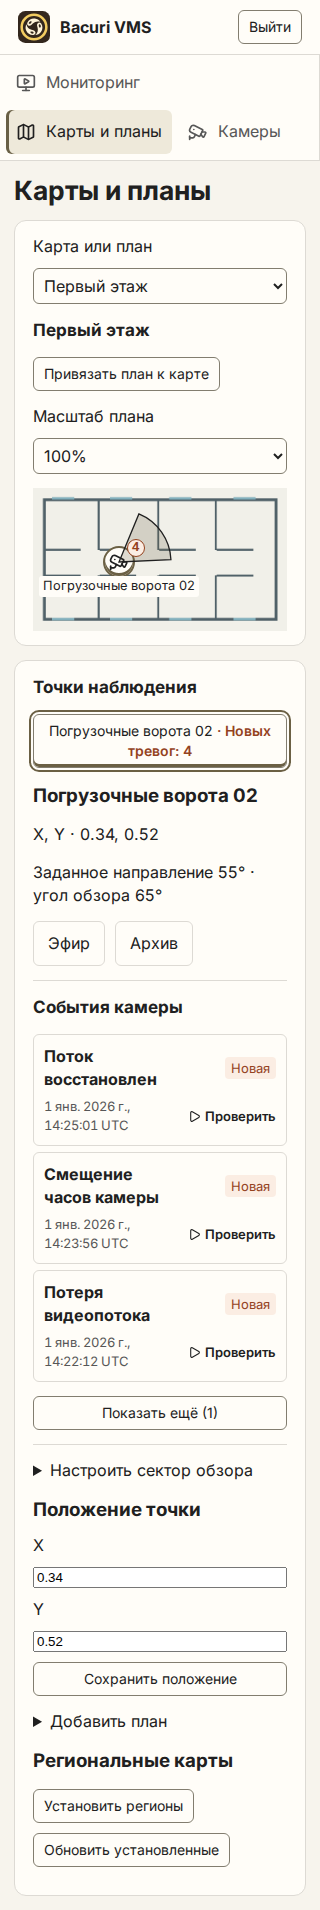 Bacuri VMS
Выйти
Мониторинг
Карты и планы
Камеры
Карты и планы
Карта или план
Первый этаж
Первый этаж
Привязать план к карте
Масштаб плана
100%
4
Погрузочные ворота 02
Точки наблюдения
Погрузочные ворота 02 · Новых
тревог: 4
Погрузочные ворота 02
X, Y · 0.34, 0.52
Заданное направление 55° ·
угол обзора 65°
Эфир
Архив
События камеры
Поток
восстановлен
Новая
1 янв. 2026 г.,
14:25:01 UTC
Проверить
Смещение
часов камеры
Новая
1 янв. 2026 г.,
14:23:56 UTC
Проверить
Потеря
видеопотока
Новая
1 янв. 2026 г.,
14:22:12 UTC
Проверить
Показать ещё (1)
Настроить сектор обзора
Положение точки
X
0.34
Y
0.52
Сохранить положение
Добавить план
Региональные карты
Установить регионы
Обновить установленные